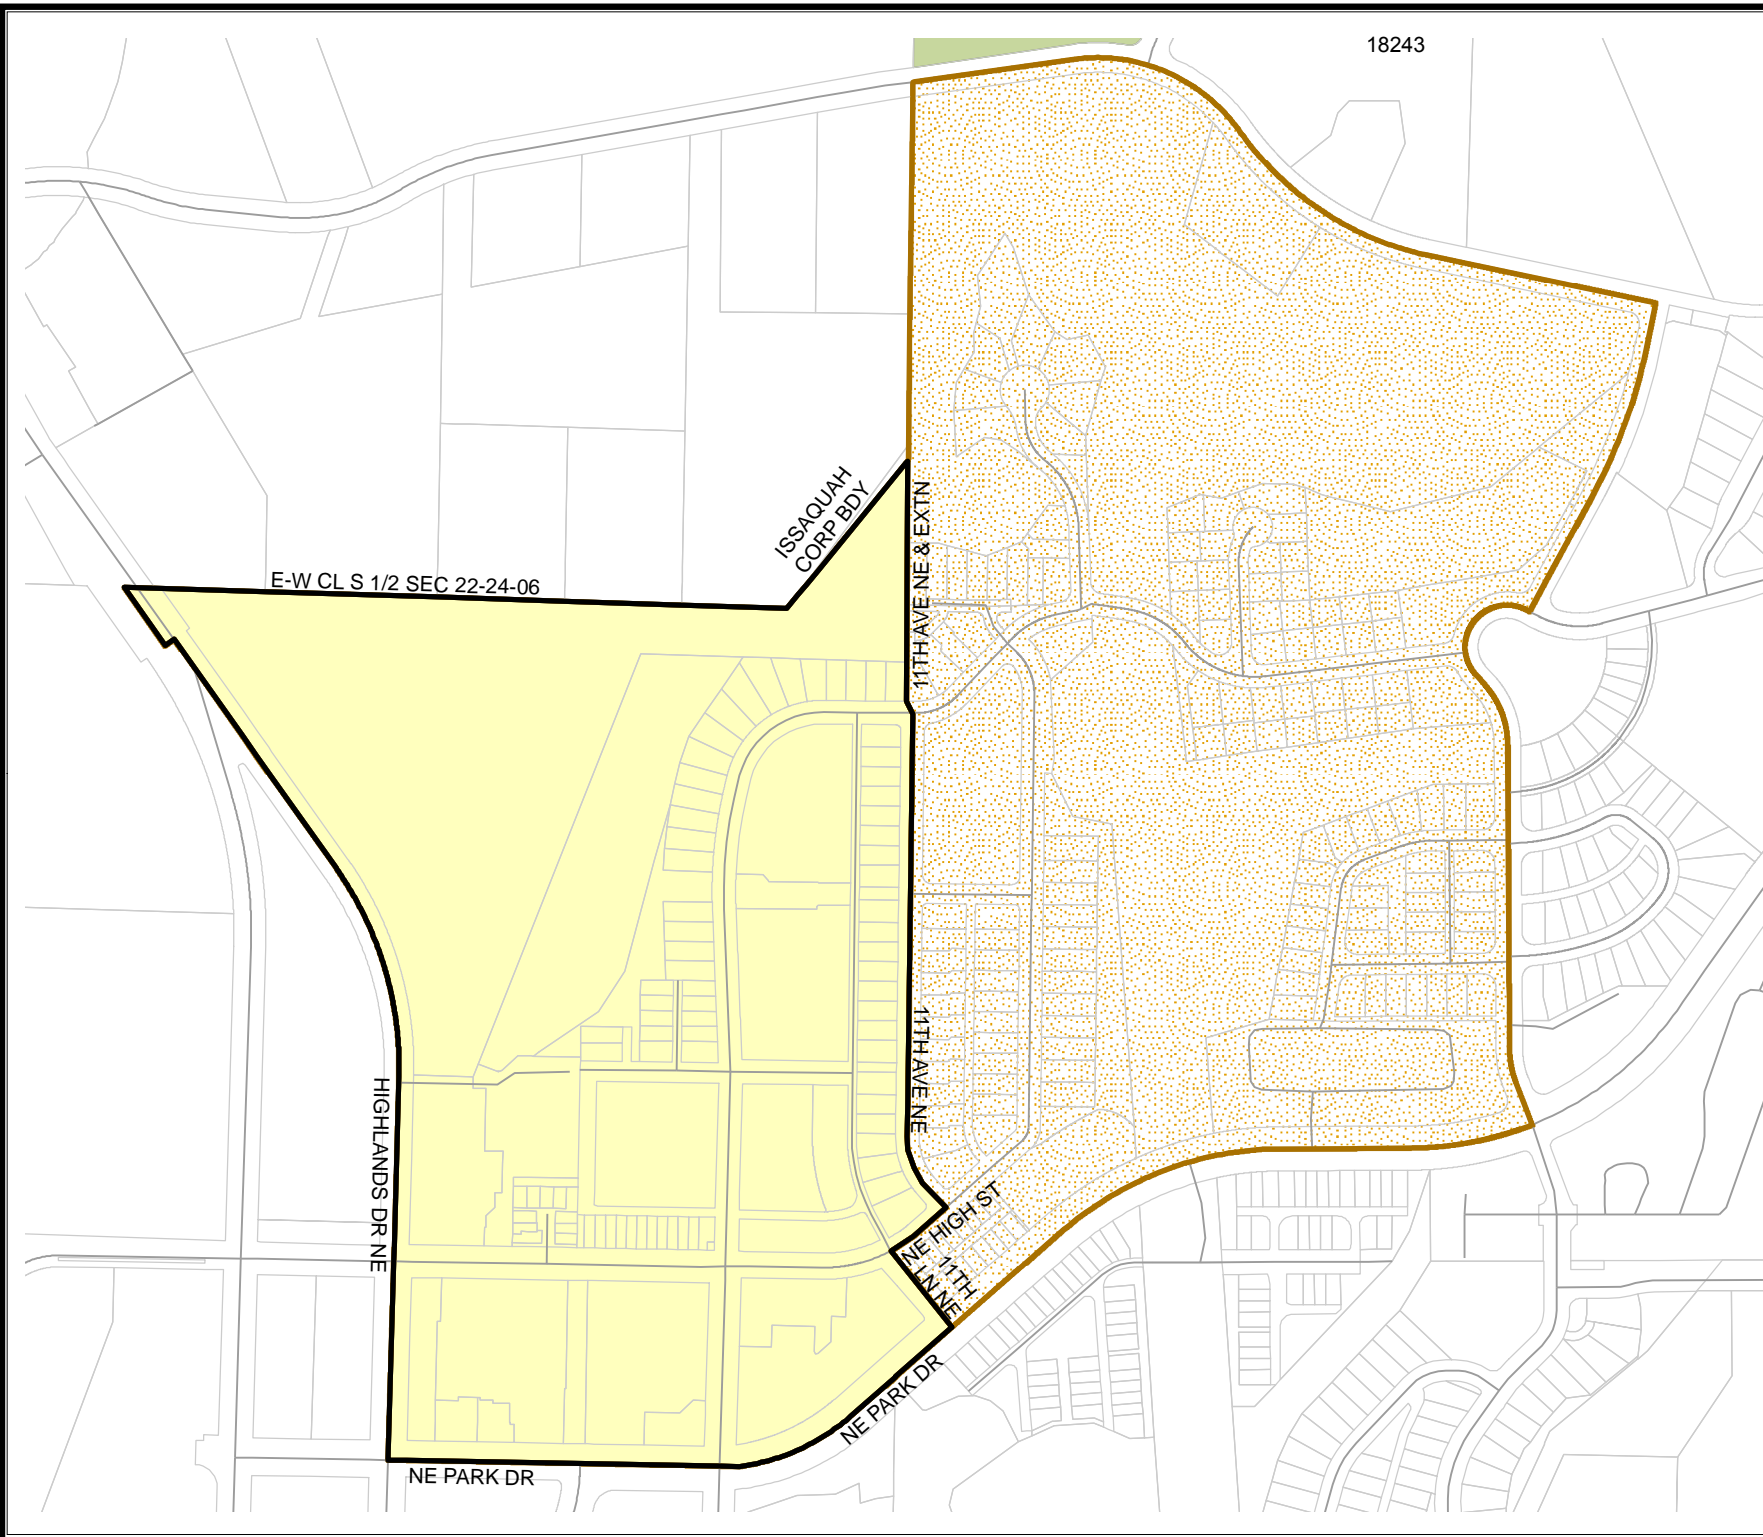 18243
ISSAQUAH
CORP BDY
E-W CL S 1/2 SEC 22-24-06
11TH AVE NE & EXTN
11TH AVE NE
HIGHLANDS DR NE
NE HIGH ST
11TH
LN NE
NE PARK DR
NE PARK DR